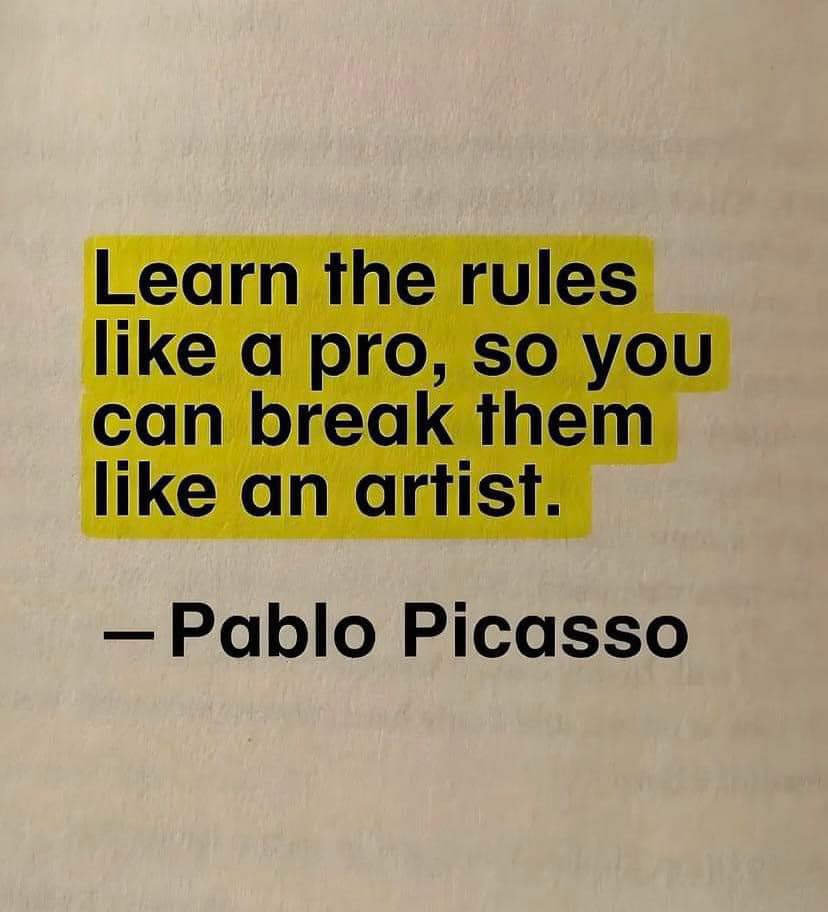 Learn the rules
like a pro, so you
can break them
like an artist.
— Pablo Picasso